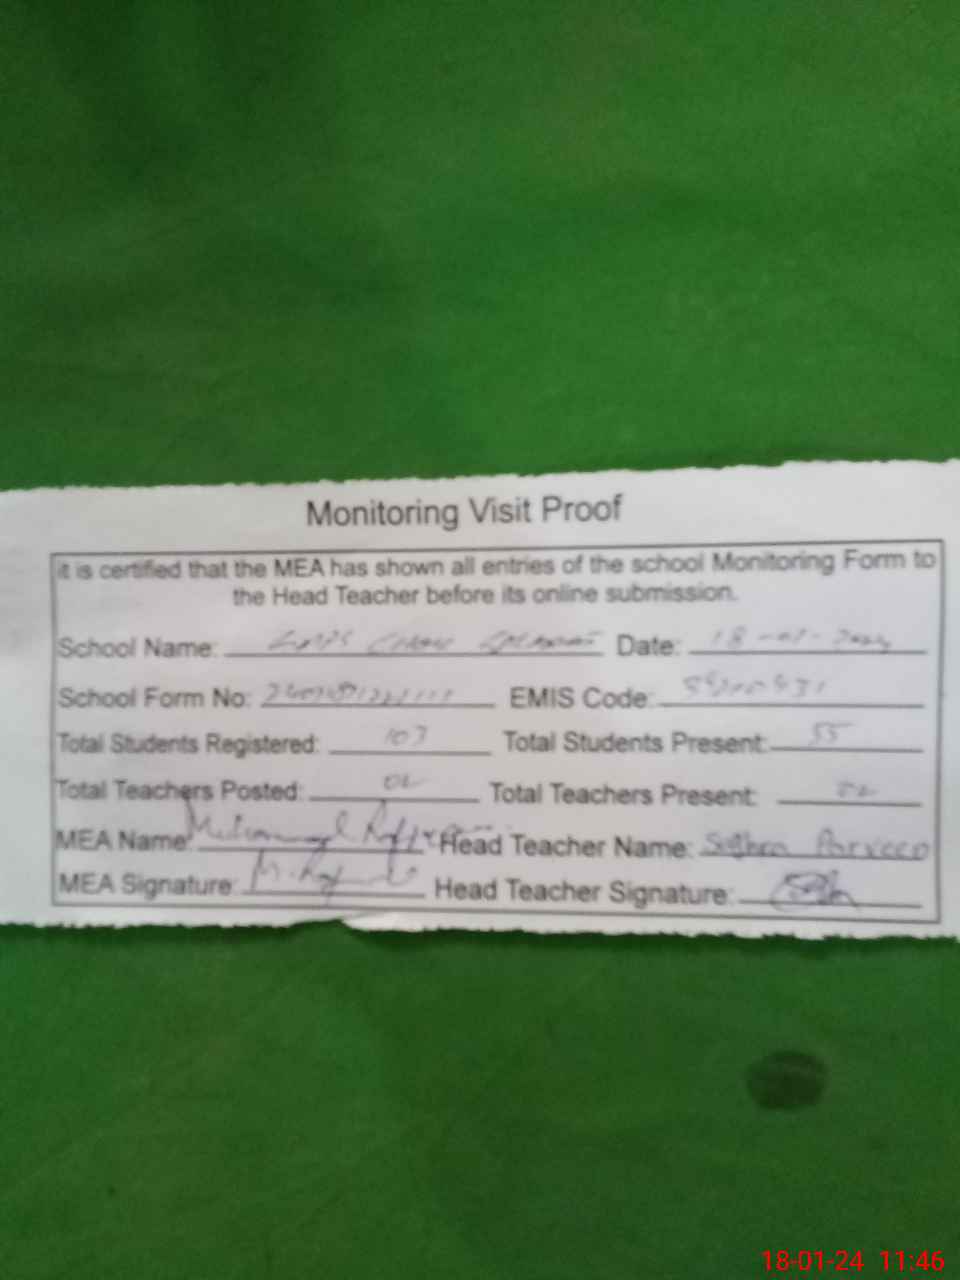 Monitoring Visit Proof
it is certified that the MEA has shown all entries of the school Monitoring Form to
the Head Teacher before its online submission.
School Name: Date: 18-01-2024
School Form No: EMIS Code:
Total Students Registered: 107 Total Students Present: 55
Total Teachers Posted: 02 Total Teachers Present: 02
MEA Name: Muhammad Head Teacher Name: Parveen
MEA Signature: Head Teacher Signature:
18-01-24 11:46